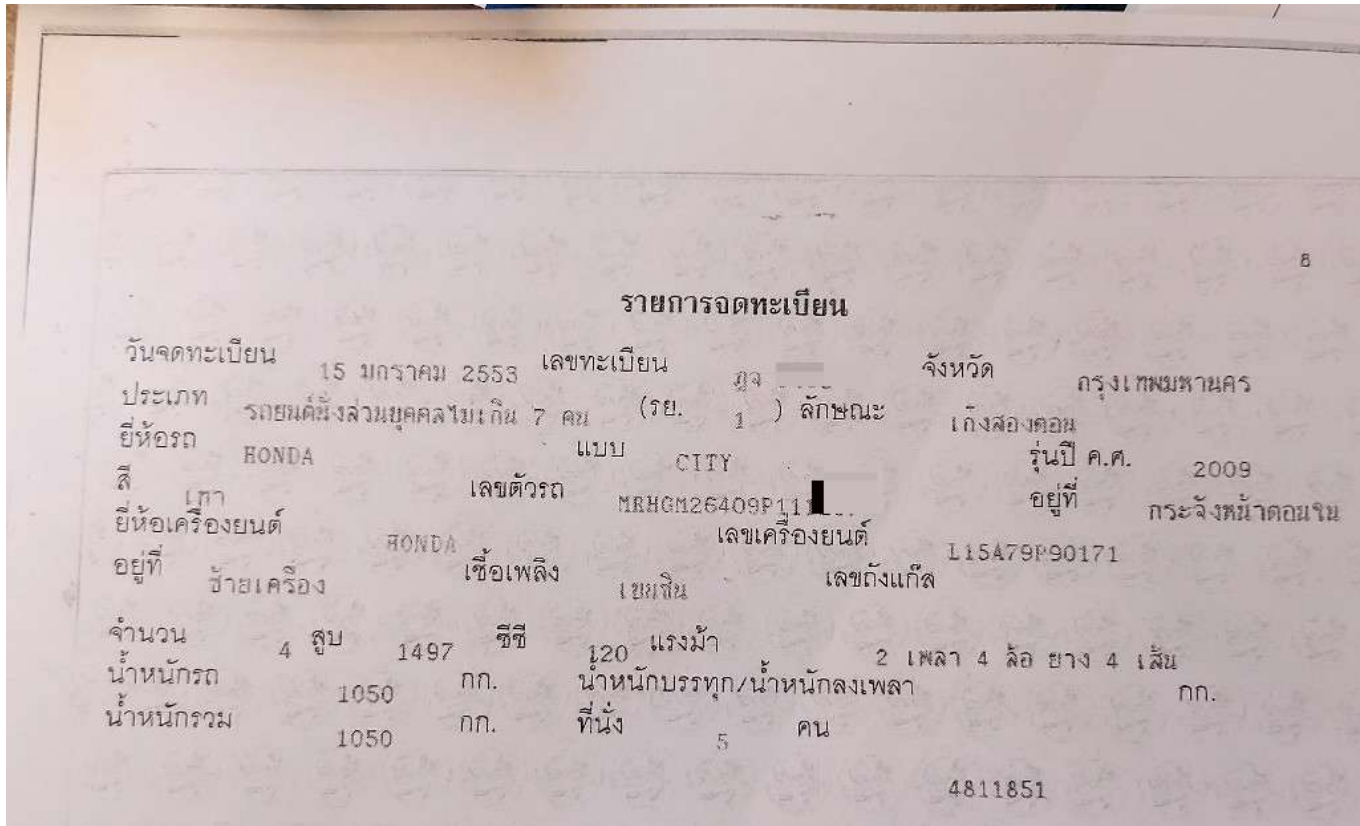 8
รายการจดทะเบียน
วันจดทะเบียน 15 มกราคม 2553 เลขทะเบียน ฎจ จังหวัด กรุงเทพมหานคร
ประเภท รถยนต์นั่งส่วนบุคคลไม่เกิน 7 คน (รย. 1 ) ลักษณะ เก๋งสองตอน
ยี่ห้อรถ HONDA แบบ CITY รุ่นปี ค.ศ. 2009
สี เทา เลขตัวรถ MRHGM26409P111 อยู่ที่ กระจังหน้าตอนใน
ยี่ห้อเครื่องยนต์ HONDA เลขเครื่องยนต์ L15A79P90171
อยู่ที่ ซ้ายเครื่อง เชื้อเพลิง เบนซิน เลขถังแก๊ส
จำนวน 4 สูบ 1497 ซีซี 120 แรงม้า 2 เพลา 4 ล้อ ยาง 4 เส้น
น้ำหนักรถ 1050 กก. น้ำหนักบรรทุก/น้ำหนักลงเพลา กก.
น้ำหนักรวม 1050 กก. ที่นั่ง 5 คน
4811851